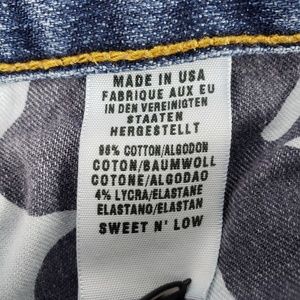 MADE IN USA
FABRIQUE AUX EU
IN DEN VEREINIGTEN
STAATEN
HERGESTELLT
96% COTTON/ALGODON
COTON/BAUMWOLL
COTONE/ALGODAO
4% LYCRA/ELASTANE
ELASTANO/ELASTAN
SWEET N' LOW